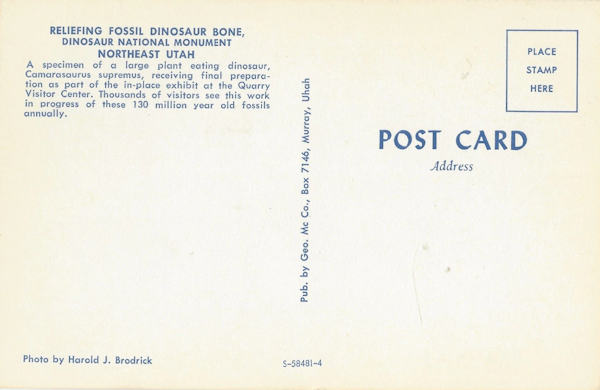 RELIEFING FOSSIL DINOSAUR BONE,
DINOSAUR NATIONAL MONUMENT
NORTHEAST UTAH
A specimen of a large plant eating dinosaur,
Camarasaurus supremus, receiving final prepara-
tion as part of the in-place exhibit at the Quarry
Visitor Center. Thousands of visitors see this work
in progress of these 130 million year old fossils
annually.
Photo by Harold J. Brodrick
Pub. by Geo. Mc Co., Box 7146, Murray, Uhah
S-58481-4
PLACE
STAMP
HERE
POST CARD
Address